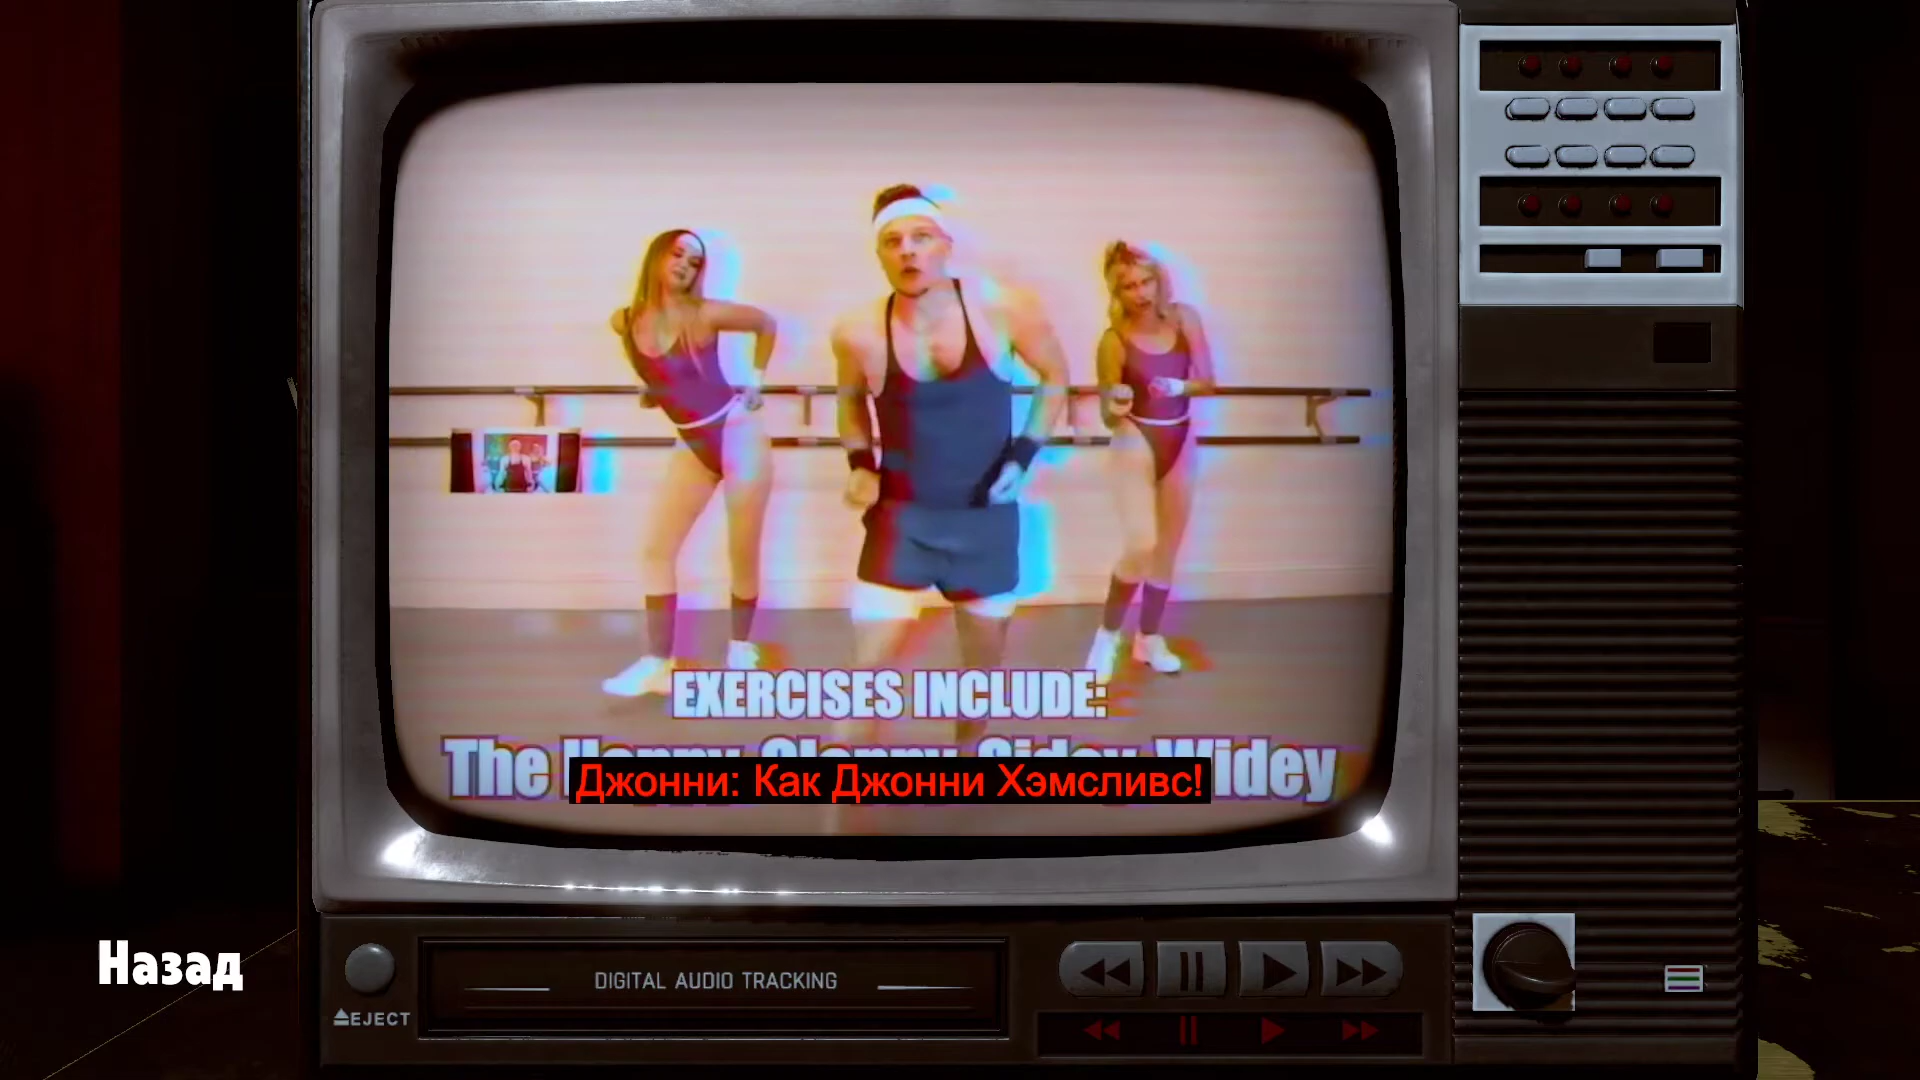 EXERCISES INCLUDE:
The Widey
Джонни: Как Джонни Хэмсливс!
Назад
DIGITAL AUDIO TRACKING
EJECT